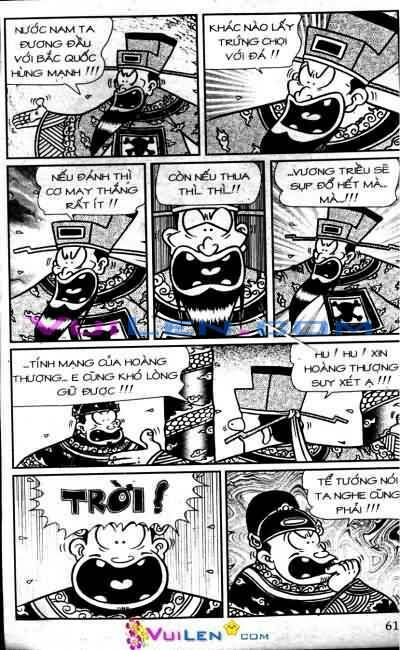 NƯỚC NAM TA
ĐƯƠNG ĐẦU
VỚI BẮC QUỐC
HÙNG MẠNH !!!
KHÁC NÀO LẤY
TRỨNG CHỌI
VỚI ĐÁ !!
NẾU ĐÁNH THÌ
CƠ MAY THẮNG
RẤT ÍT !!
CÒN NẾU THUA
THÌ... THÌ..!!
...VƯƠNG TRIỀU SẼ
SỤP ĐỔ HẾT MÀ...
MÀ...!!!
VUILEN.COM
...TÍNH MẠNG CỦA HOÀNG
THƯỢNG... E CŨNG KHÓ LÒNG
GIỮ ĐƯỢC !!!
HU ! HU ! XIN
HOÀNG THƯỢNG
SUY XÉT Ạ !!!
TRỜI !
TỂ TƯỚNG NÓI
TA NGHE CŨNG
PHẢI !!!
61
VUILEN.COM